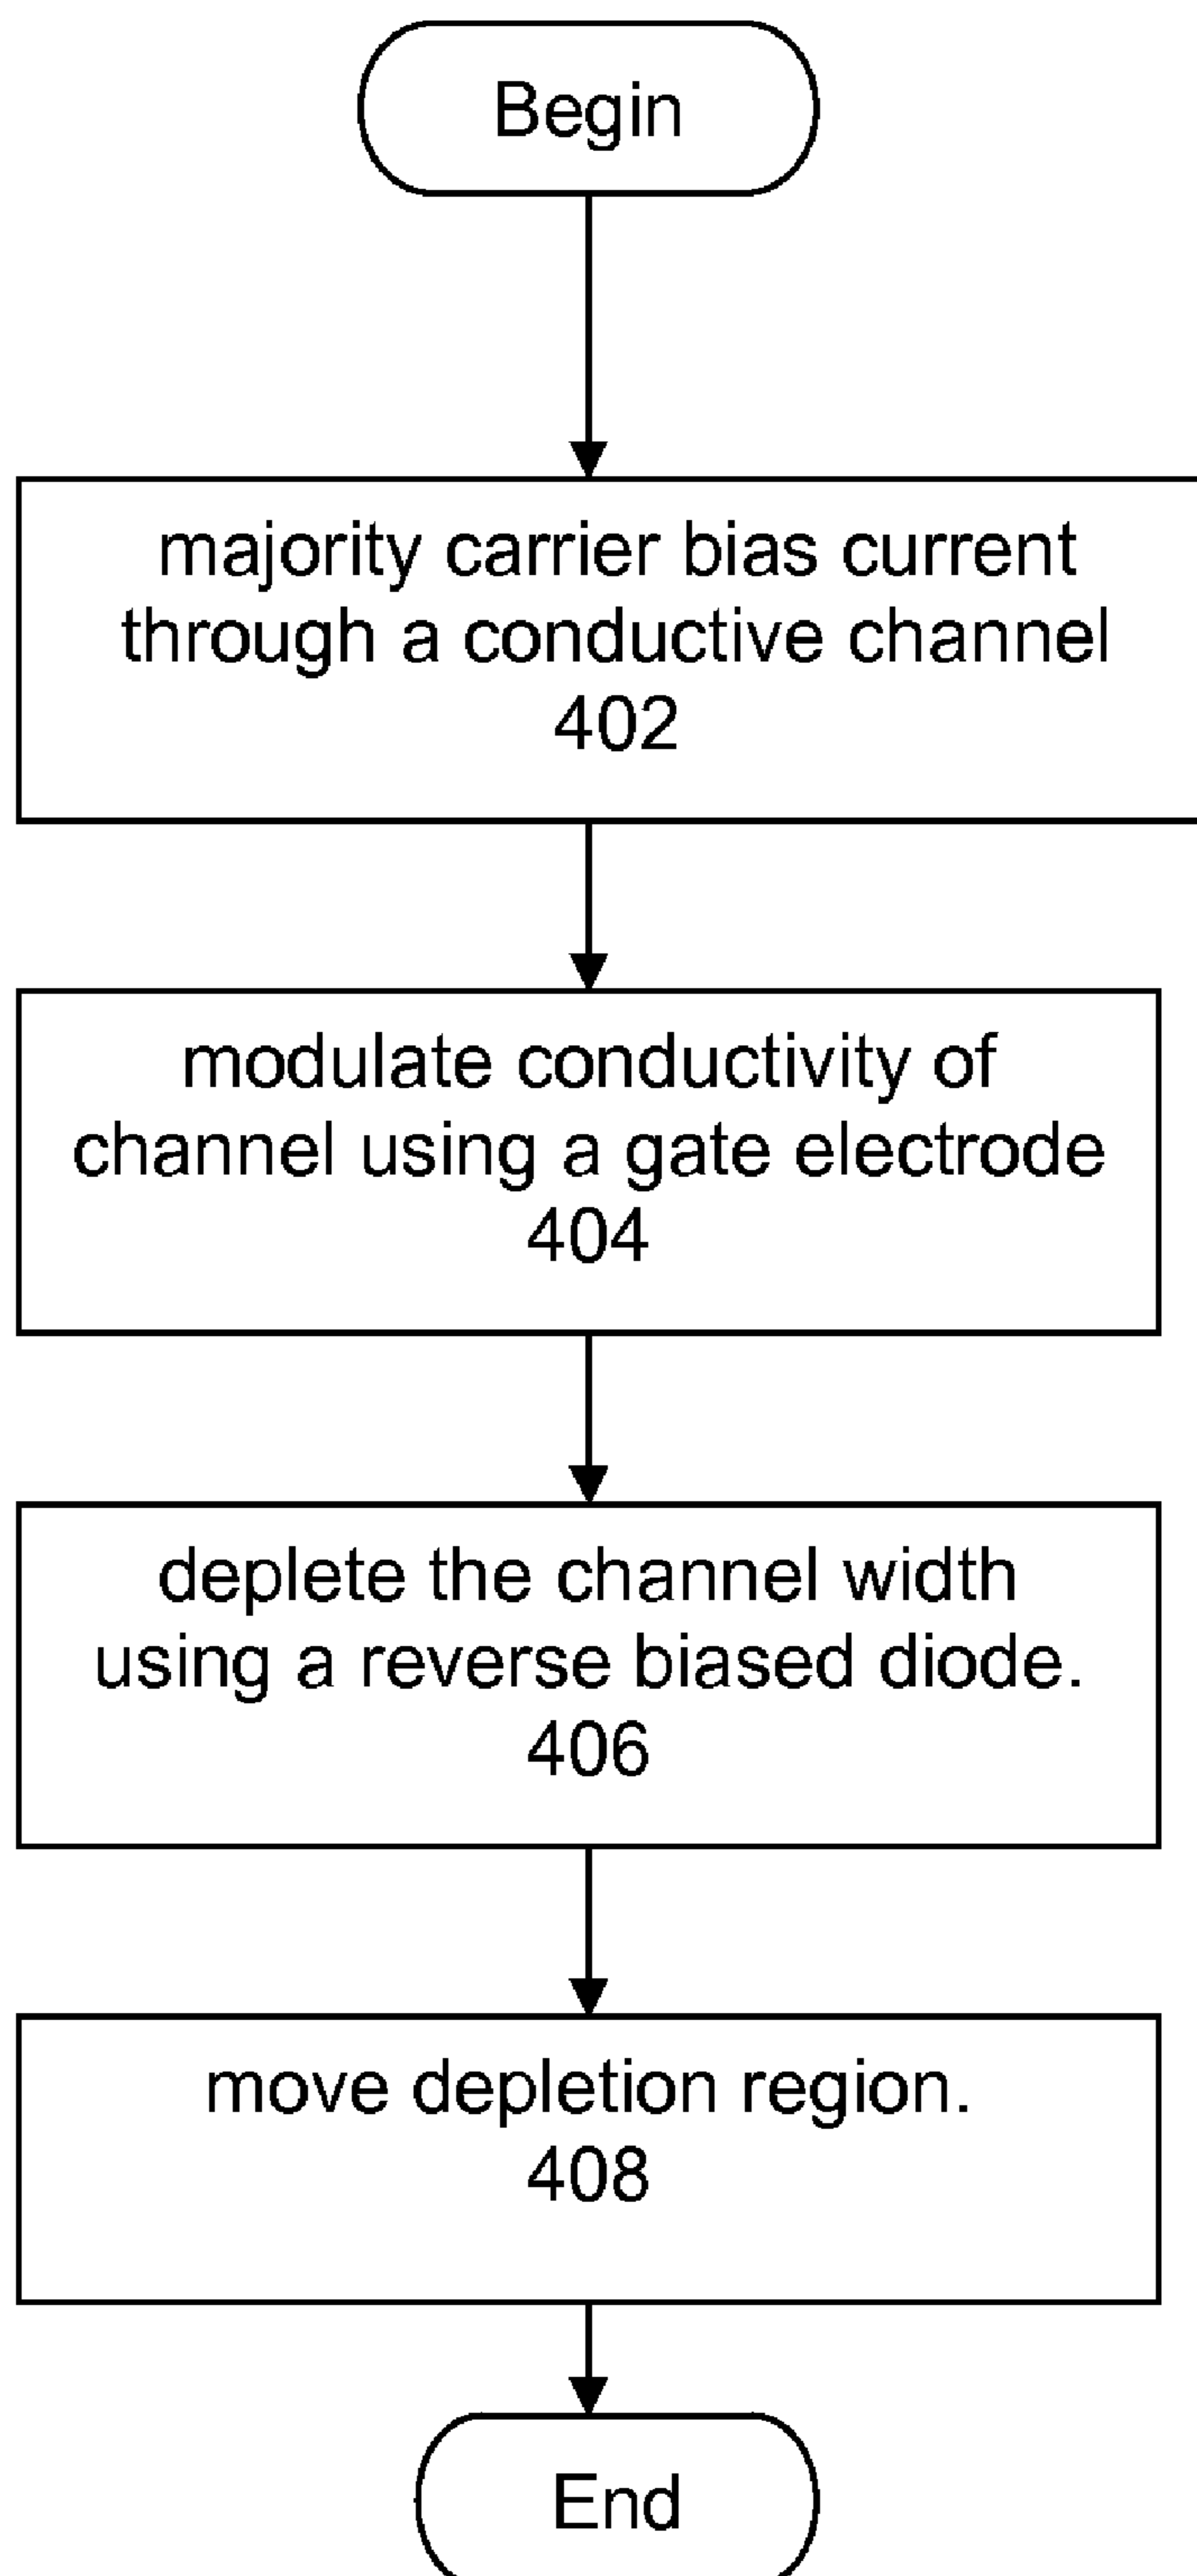 Begin
majority carrier bias current
through a conductive channel
402
modulate conductivity of
channel using a gate electrode
404
deplete the channel width
using a reverse biased diode.
406
move depletion region.
408
End